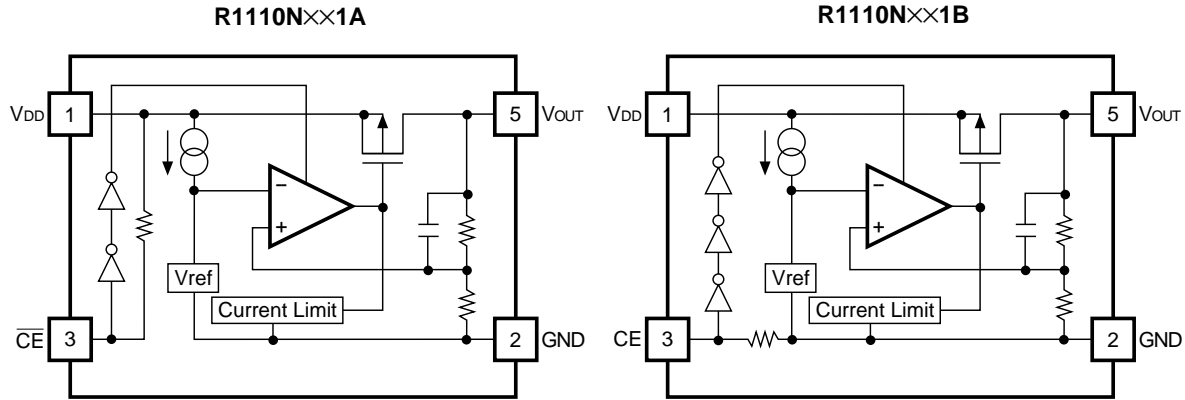 R1110N××1A
VDD 1
5 VOUT
−
+
Vref
Current Limit
C̅E̅ 3
2 GND
R1110N××1B
VDD 1
5 VOUT
−
+
Vref
Current Limit
CE 3
2 GND